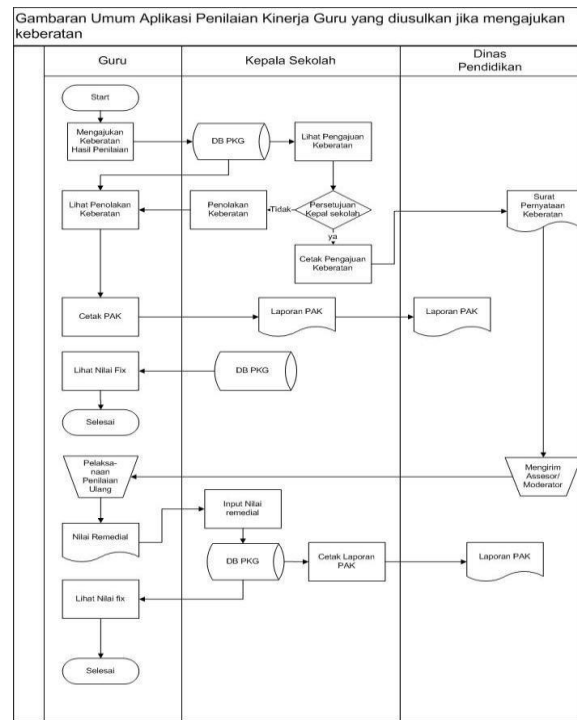 Gambaran Umum Aplikasi Penilaian Kinerja Guru yang diusulkan jika mengajukan
keberatan
Guru
Kepala Sekolah
Dinas
Pendidikan
Start
Mengajukan
Keberatan
Hasil Penilaian
DB PKG
Lihat Pengajuan
Keberatan
Lihat Penolakan
Keberatan
Penolakan
Keberatan
Tidak
Persetujuan
Kepal sekolah
Surat
Pernyataan
Keberatan
ya
Cetak Pengajuan
Keberatan
Cetak PAK
Laporan PAK
Laporan PAK
Lihat Nilai Fix
DB PKG
Selesai
Pelaksa-
naan
Penilaian
Ulang
Mengirim
Assesor/
Moderator
Nilai Remedial
Input Nilai
remedial
DB PKG
Cetak Laporan
PAK
Laporan PAK
Lihat Nilai fix
Selesai